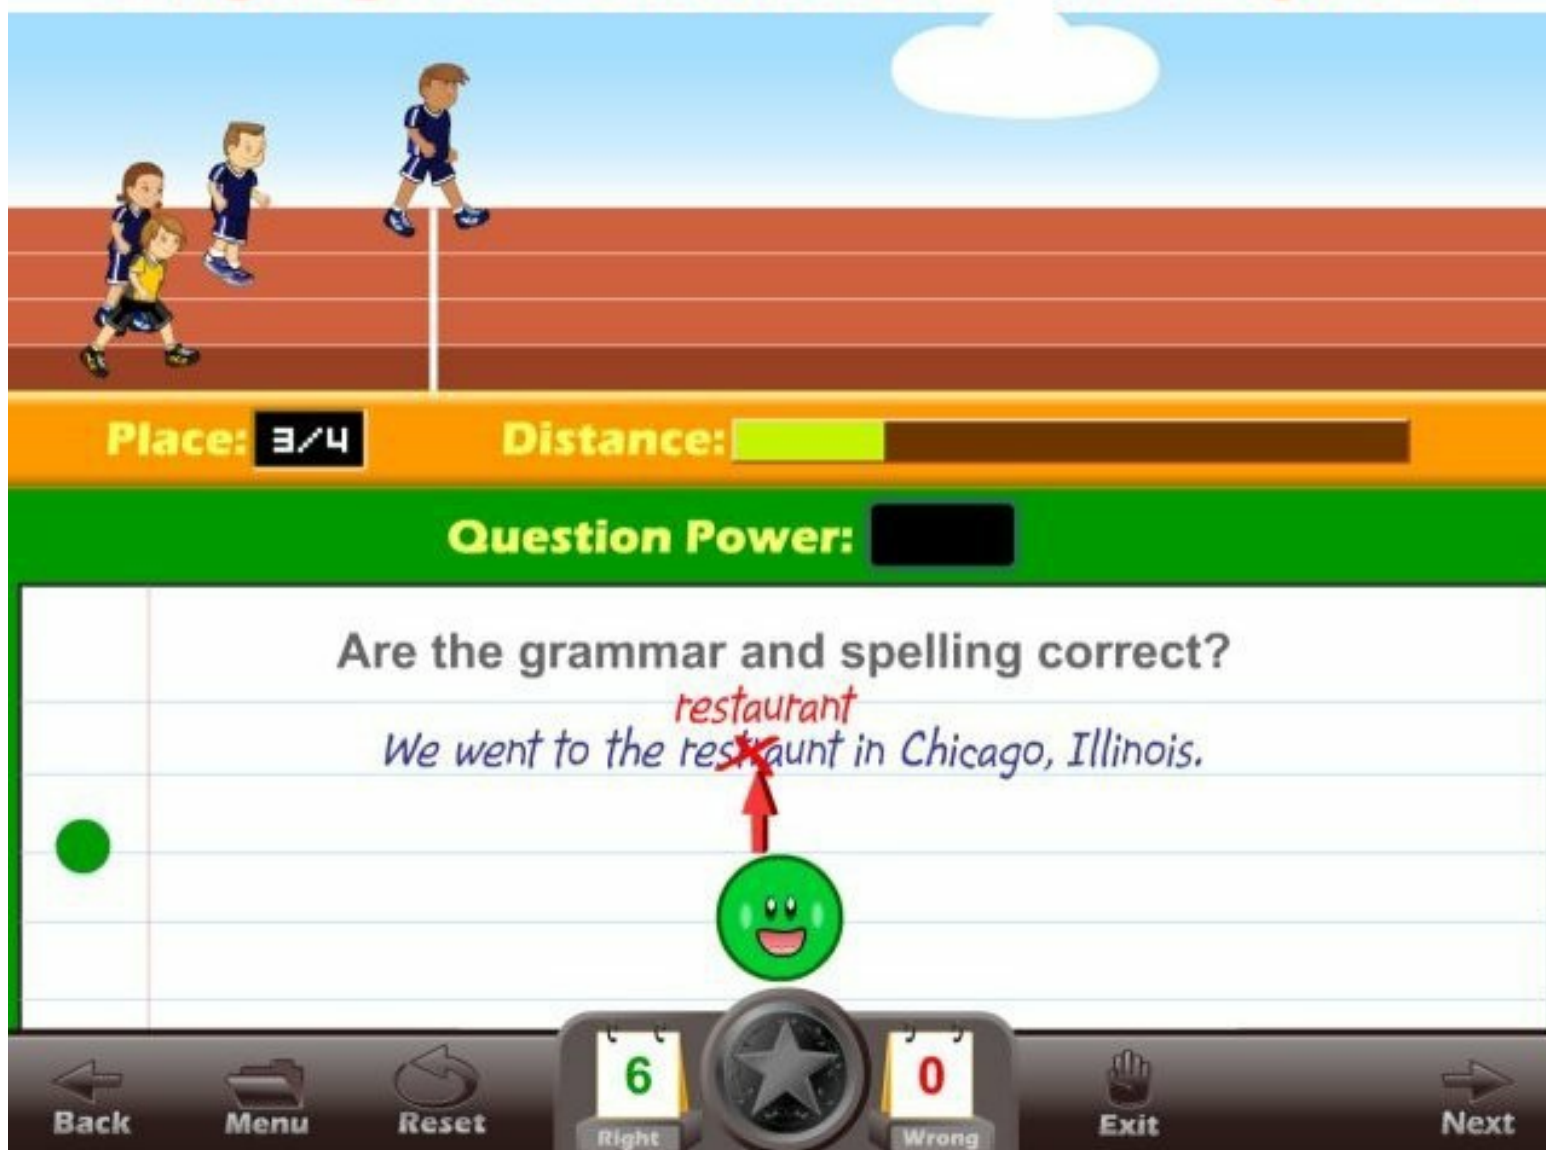 Place: 3/4 Distance:
Question Power:
Are the grammar and spelling correct?
restaurant
We went to the restraunt in Chicago, Illinois.
6 0
Back Menu Reset Right Wrong Exit Next